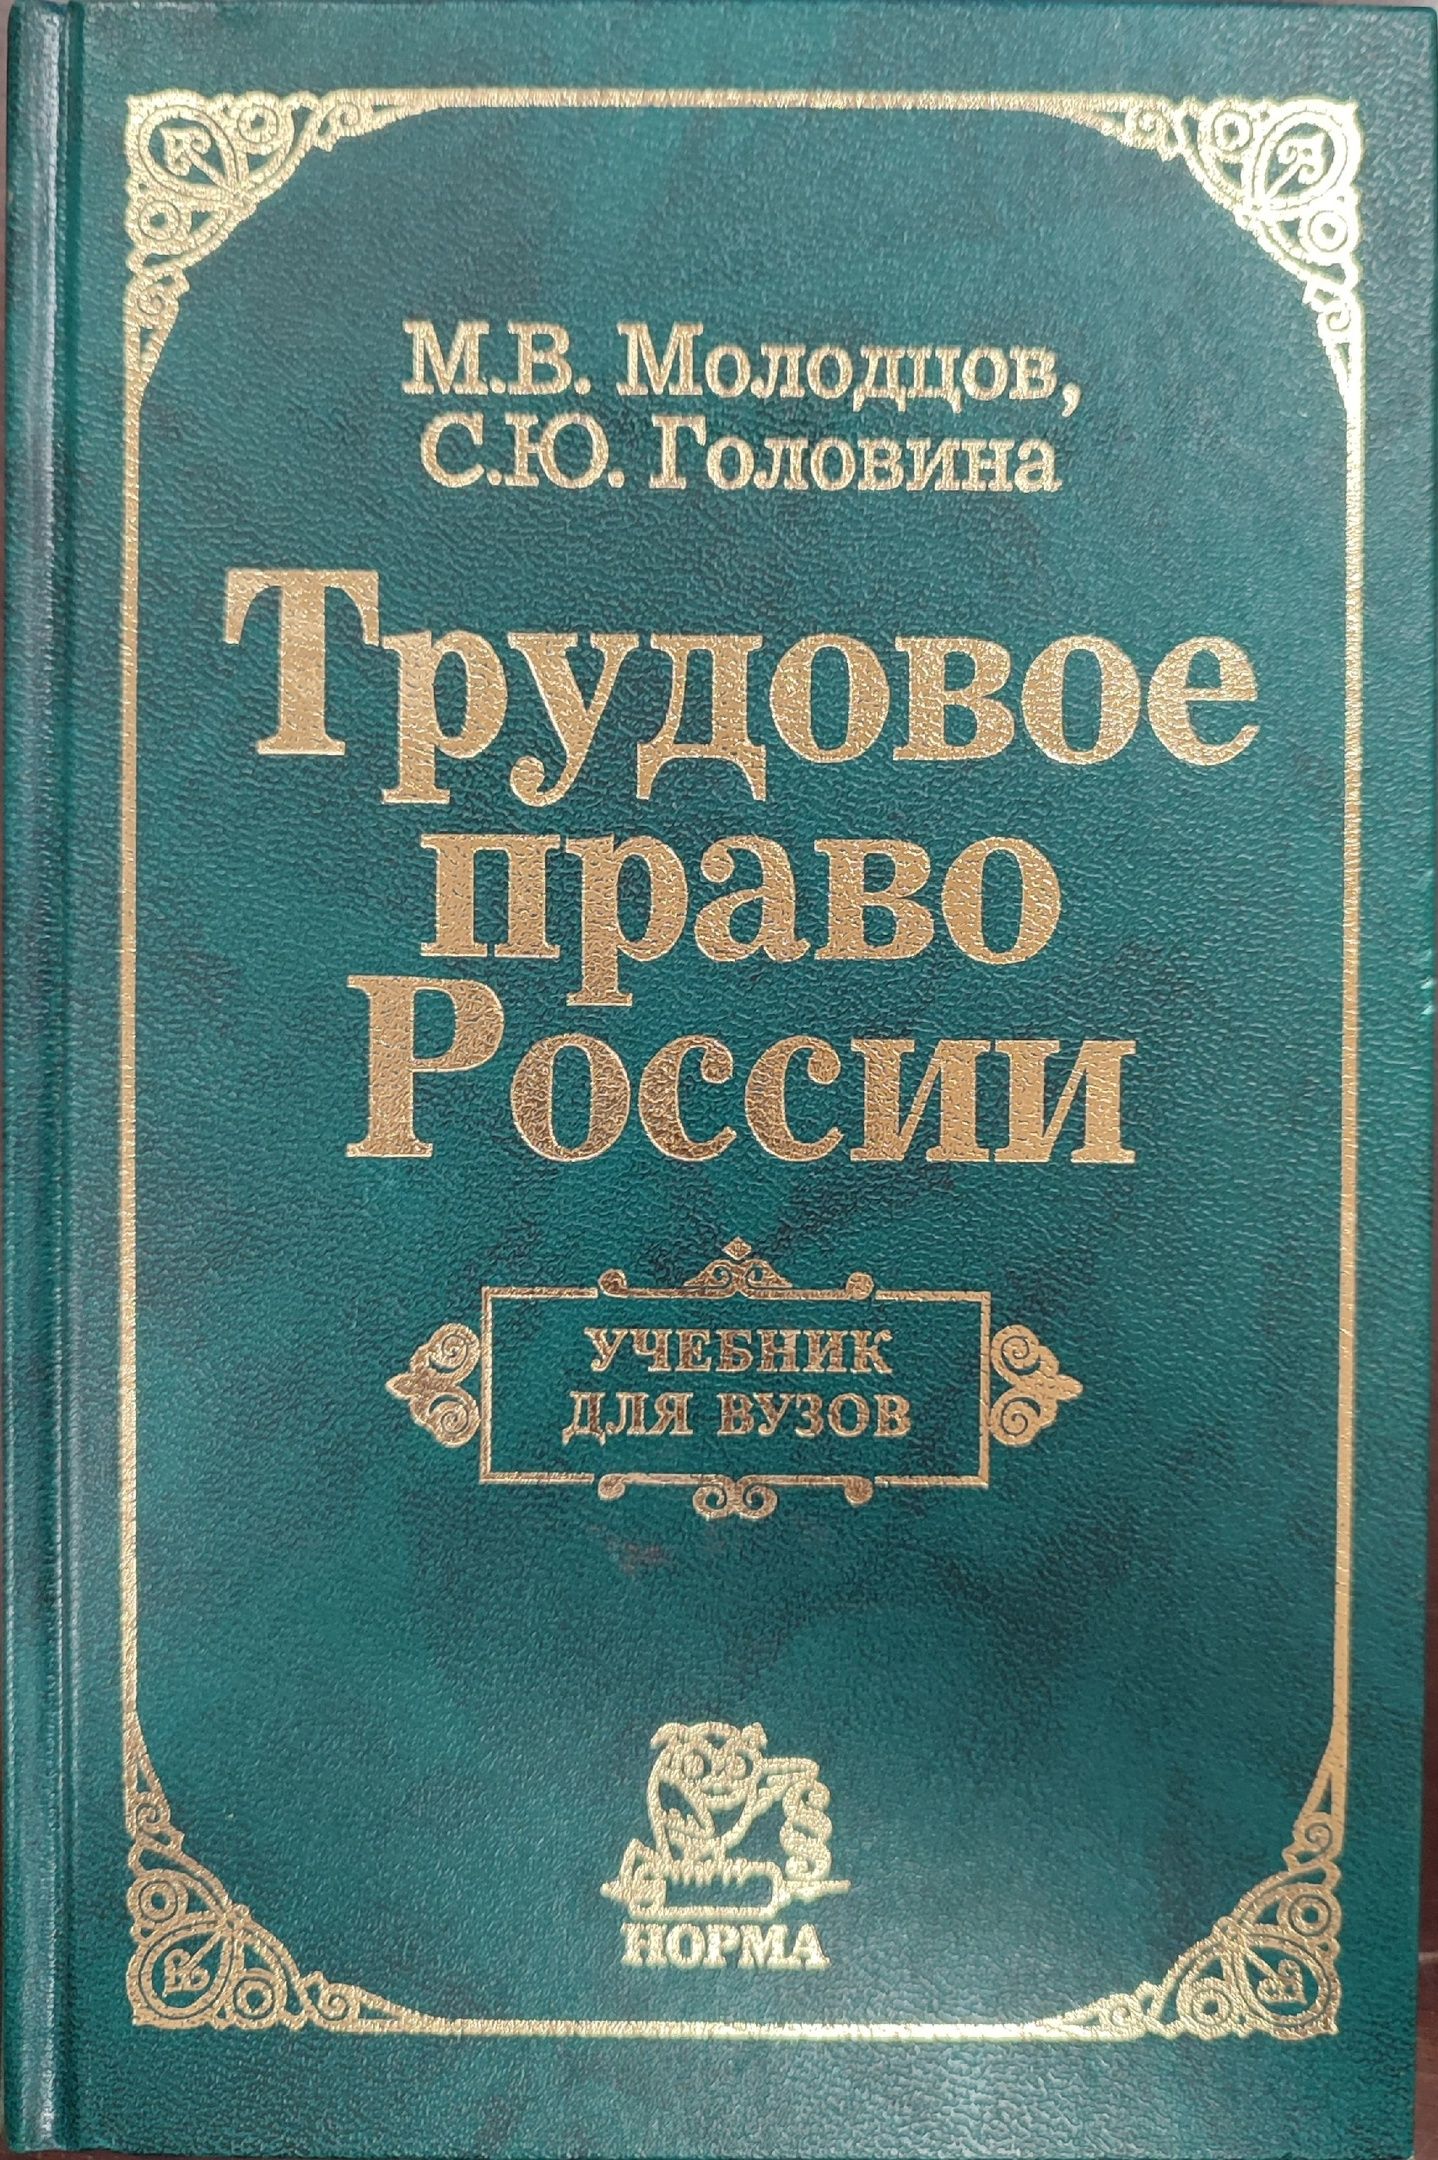 М.В. Молодцов,
С.Ю. Головина
Трудовое
право
России
УЧЕБНИК
ДЛЯ ВУЗОВ
НОРМА